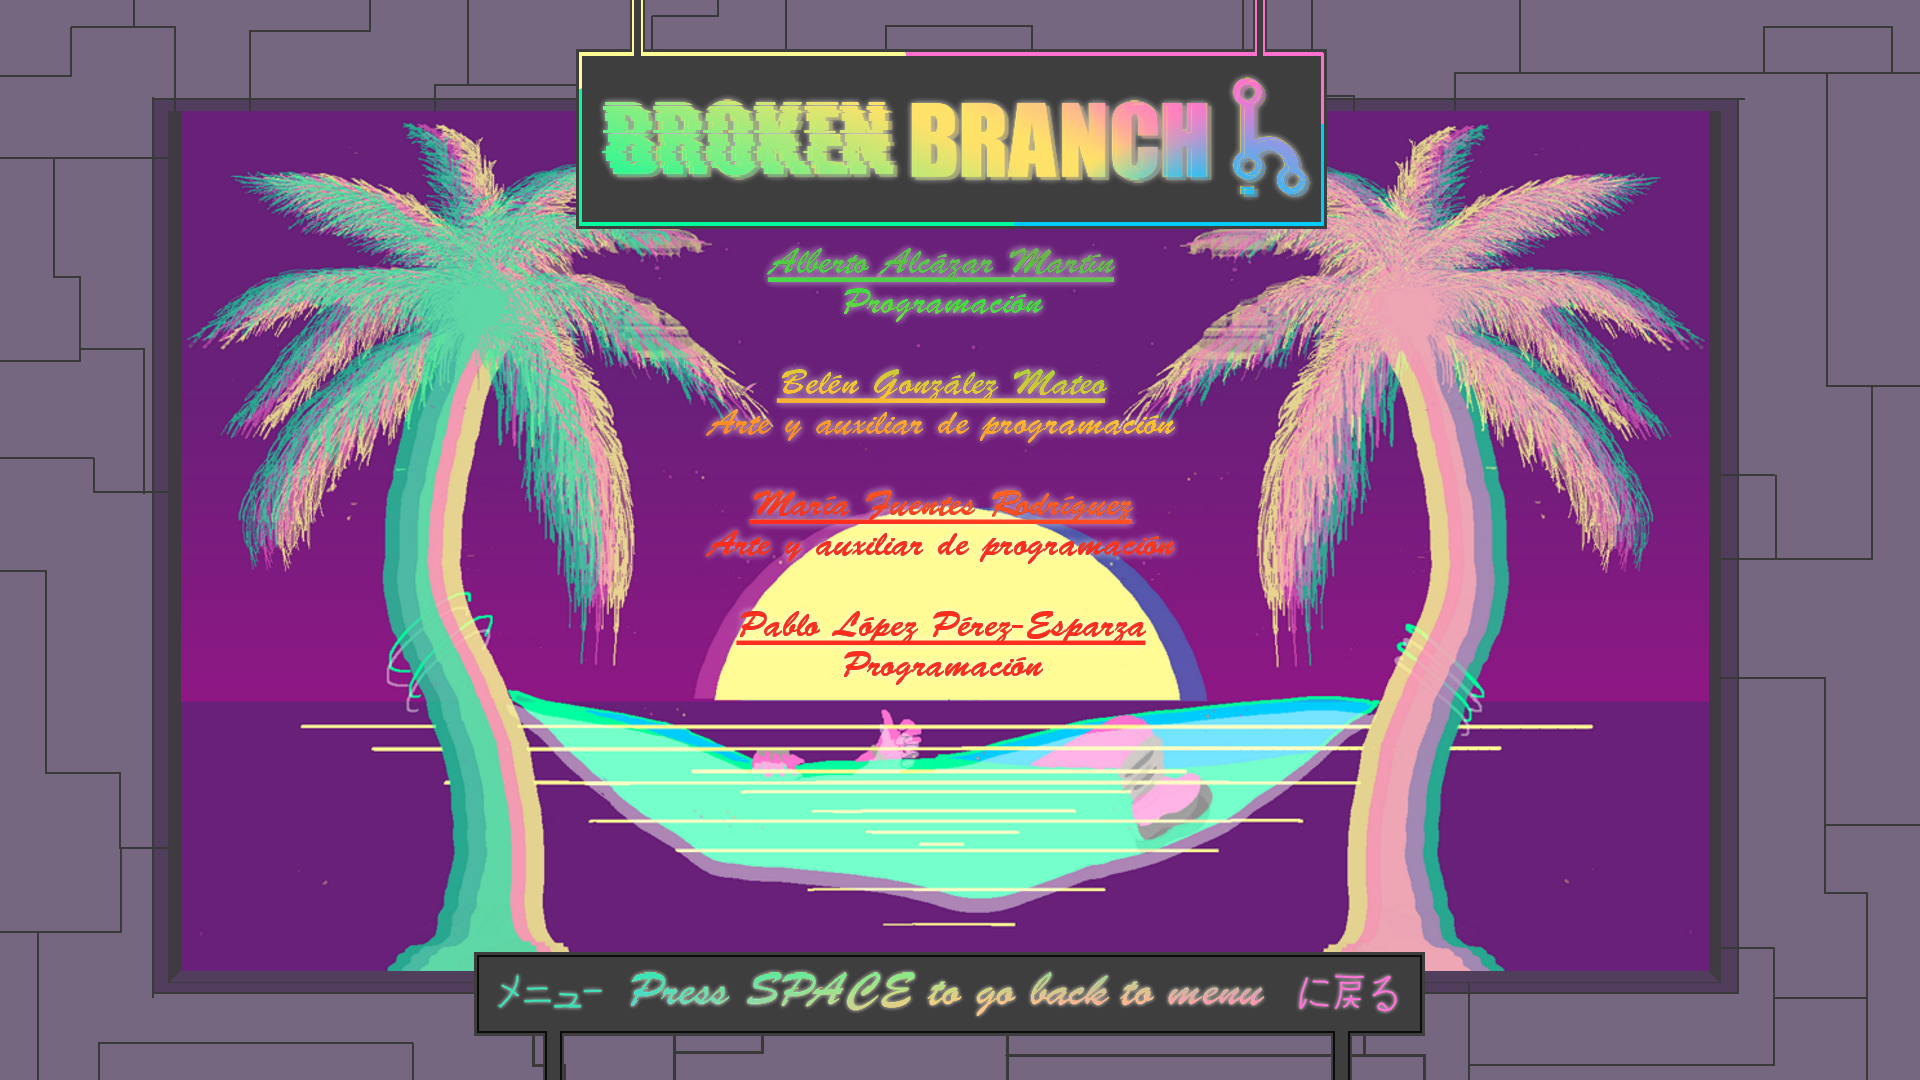 BROKEN BRANCH
Alberto Alcázar Martín
Programación
Belén González Mateo
Arte y auxiliar de programación
María Fuentes Rodríguez
Arte y auxiliar de programación
Pablo López Pérez-Esparza
Programación
メニュー Press SPACE to go back to menu に戻る